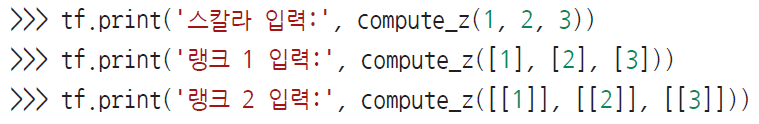 >>> tf.print('스칼라 입력:', compute_z(1, 2, 3))
>>> tf.print('랭크 1 입력:', compute_z([1], [2], [3]))
>>> tf.print('랭크 2 입력:', compute_z([[1]], [[2]], [[3]]))